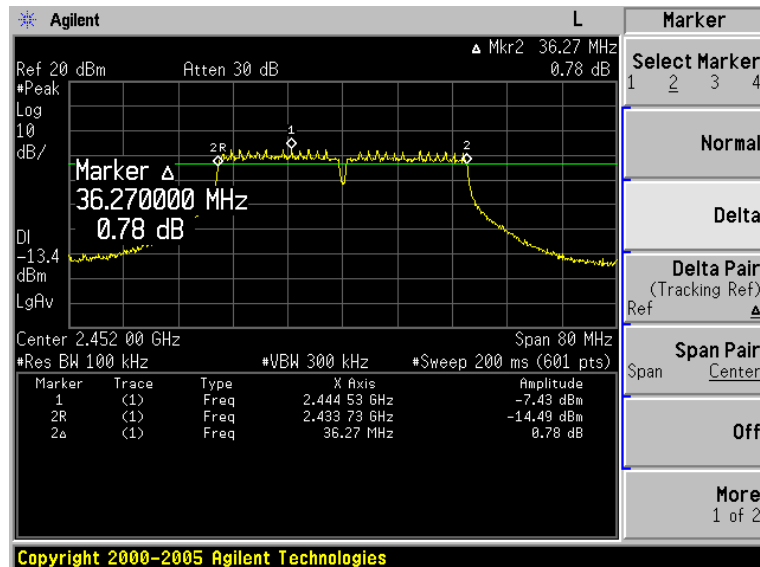 Agilent L Marker
Δ Mkr2 36.27 MHz
Ref 20 dBm Atten 30 dB 0.78 dB
#Peak
Log
10
dB/
1
2R
2
Marker Δ
36.270000 MHz
0.78 dB
DI
-13.4
dBm
LgAv
Center 2.452 00 GHz Span 80 MHz
#Res BW 100 kHz #VBW 300 kHz #Sweep 200 ms (601 pts)
Marker Trace Type X Axis Amplitude
1 (1) Freq 2.444 53 GHz -7.43 dBm
2R (1) Freq 2.433 73 GHz -14.49 dBm
2Δ (1) Freq 36.27 MHz 0.78 dB
Select Marker
1 2 3 4
Normal
Delta
Delta Pair
(Tracking Ref)
Ref Δ
Span Pair
Span Center
Off
More
1 of 2
Copyright 2000-2005 Agilent Technologies